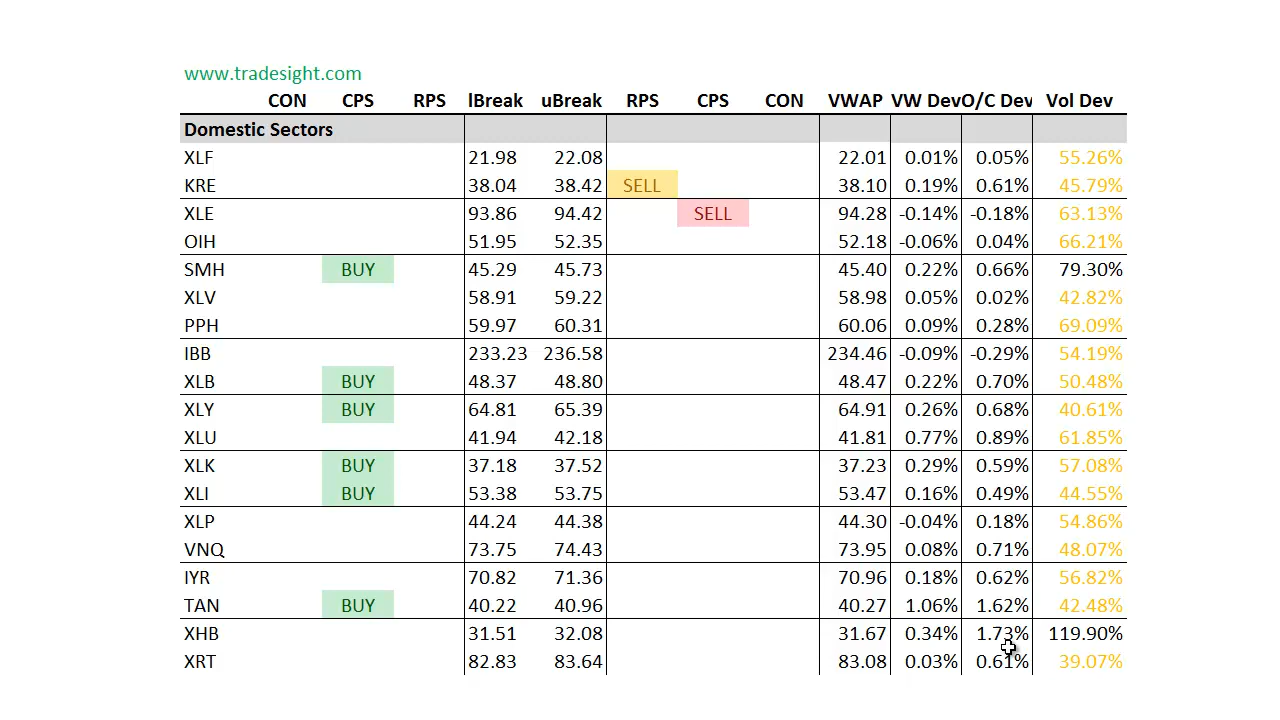 www.tradesight.com
CON CPS RPS lBreak uBreak RPS CPS CON VWAP VW Dev O/C Dev Vol Dev
Domestic Sectors
XLF 21.98 22.08 22.01 0.01% 0.05% 55.26%
KRE 38.04 38.42 SELL 38.10 0.19% 0.61% 45.79%
XLE 93.86 94.42 SELL 94.28 -0.14% -0.18% 63.13%
OIH 51.95 52.35 52.18 -0.06% 0.04% 66.21%
SMH BUY 45.29 45.73 45.40 0.22% 0.66% 79.30%
XLV 58.91 59.22 58.98 0.05% 0.02% 42.82%
PPH 59.97 60.31 60.06 0.09% 0.28% 69.09%
IBB 233.23 236.58 234.46 -0.09% -0.29% 54.19%
XLB BUY 48.37 48.80 48.47 0.22% 0.70% 50.48%
XLY BUY 64.81 65.39 64.91 0.26% 0.68% 40.61%
XLU 41.94 42.18 41.81 0.77% 0.89% 61.85%
XLK BUY 37.18 37.52 37.23 0.29% 0.59% 57.08%
XLI BUY 53.38 53.75 53.47 0.16% 0.49% 44.55%
XLP 44.24 44.38 44.30 -0.04% 0.18% 54.86%
VNQ 73.75 74.43 73.95 0.08% 0.71% 48.07%
IYR 70.82 71.36 70.96 0.18% 0.62% 56.82%
TAN BUY 40.22 40.96 40.27 1.06% 1.62% 42.48%
XHB 31.51 32.08 31.67 0.34% 1.73% 119.90%
XRT 82.83 83.64 83.08 0.03% 0.61% 39.07%